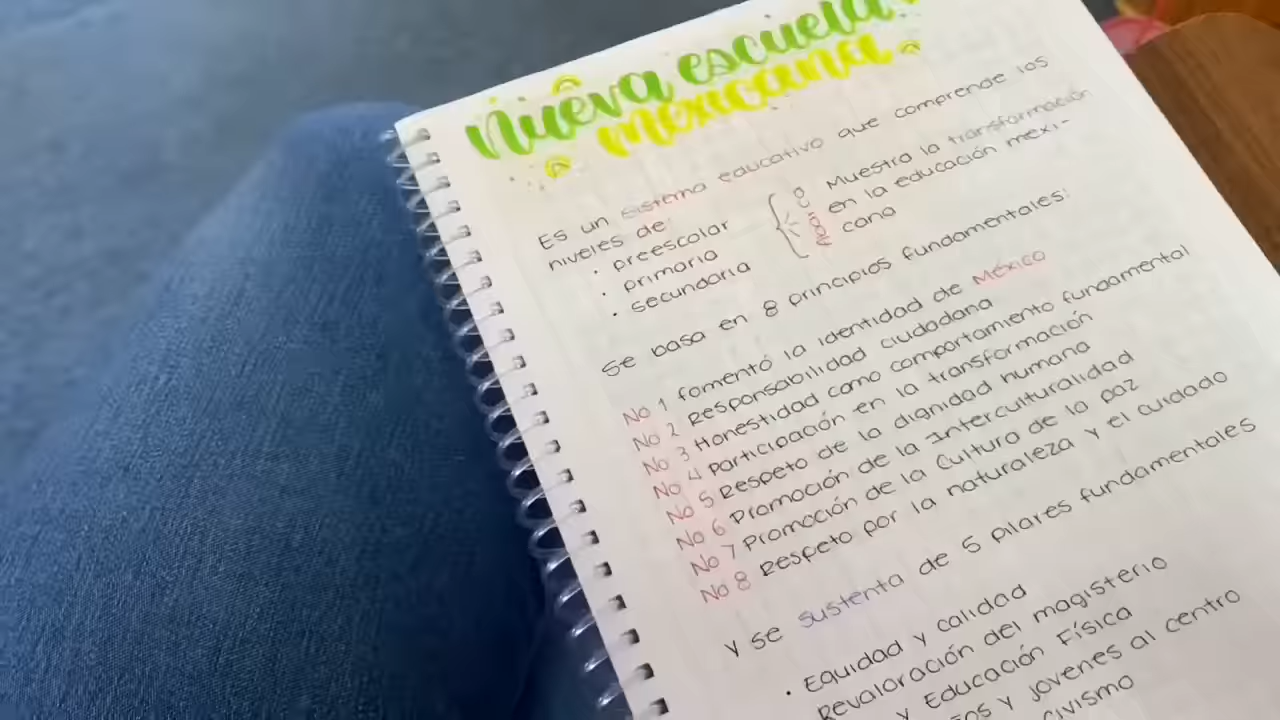 Nueva escuela
mexicana
Es un sistema educativo que comprende los
niveles de:
• preescolar
• primaria
• secundaria
Muestra la transformación
en la educación mexi-
cana
Se basa en 8 principios fundamentales:
No 1 fomentó la identidad de México
No 2 Responsabilidad ciudadana
No 3 Honestidad como comportamiento fundamental
No 4 participación en la transformación
No 5 Respeto de la dignidad humana
No 6 Promoción de la Interculturalidad
No 7 Promoción de la cultura de la paz
No 8 Respeto por la naturaleza y el cuidado
Y se sustenta de 5 pilares fundamentales
• Equidad y calidad
Revaloración del magisterio
y Educación Física
y jovenes al centro